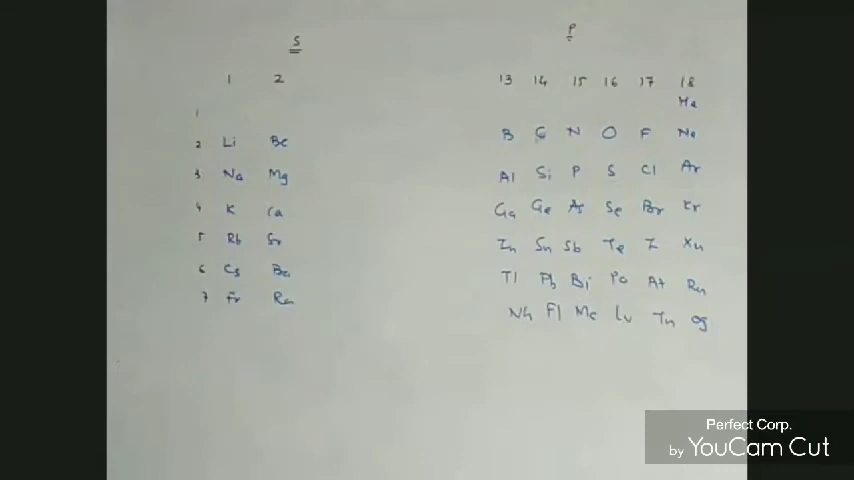 S P
1 2 13 14 15 16 17 18
1 He
2 Li Be B C N O F Ne
3 Na Mg Al Si P S Cl Ar
4 K Ca Ga Ge As Se Br Kr
5 Rb Sr In Sn Sb Te I Xn
6 Cs Ba Tl Pb Bi Po At Rn
7 Fr Ra Nh Fl Mc Lv Tn Og
Perfect Corp.
by YouCam Cut